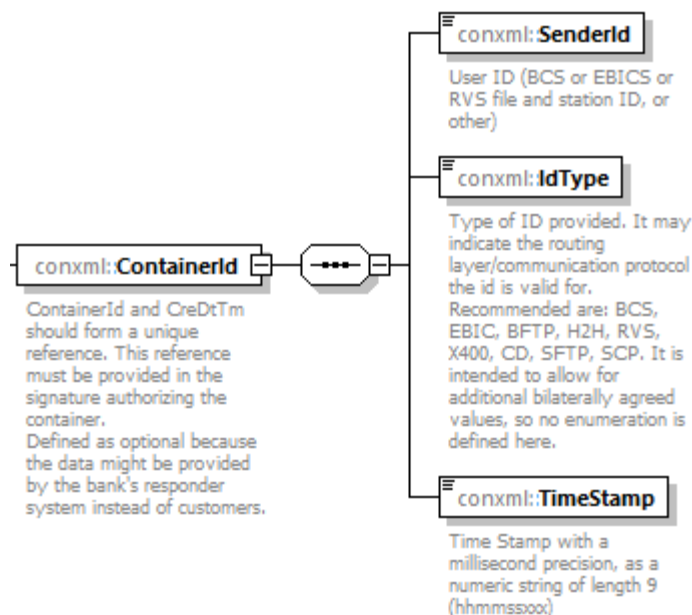 conxml::SenderId
User ID (BCS or EBICS or
RVS file and station ID, or
other)
conxml::IdType
Type of ID provided. It may
indicate the routing
layer/communication protocol
the id is valid for.
Recommended are: BCS,
EBIC, BFTP, H2H, RVS,
X400, CD, SFTP, SCP. It is
intended to allow for
additional bilaterally agreed
values, so no enumeration is
defined here.
conxml::ContainerId
ContainerId and CreDtTm
should form a unique
reference. This reference
must be provided in the
signature authorizing the
container.
Defined as optional because
the data might be provided
by the bank's responder
system instead of customers.
conxml::TimeStamp
Time Stamp with a
millisecond precision, as a
numeric string of length 9
(hhmmssxxx)